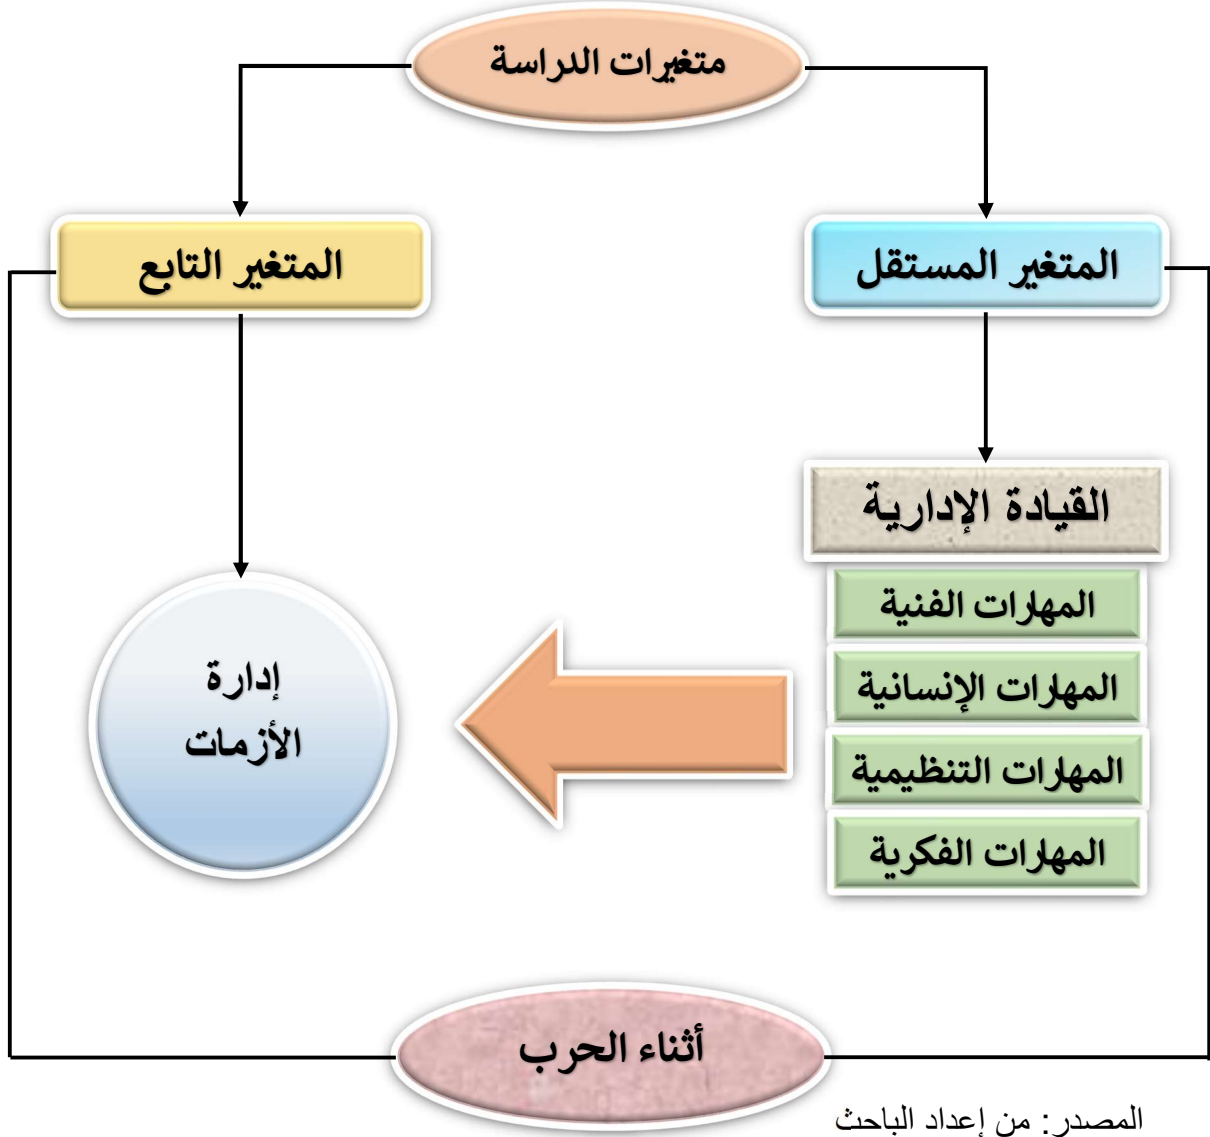 متغيرات الدراسة
المتغير المستقل
المتغير التابع
القيادة الإدارية
المهارات الفنية
المهارات الإنسانية
المهارات التنظيمية
المهارات الفكرية
إدارة
الأزمات
أثناء الحرب
المصدر: من إعداد الباحث